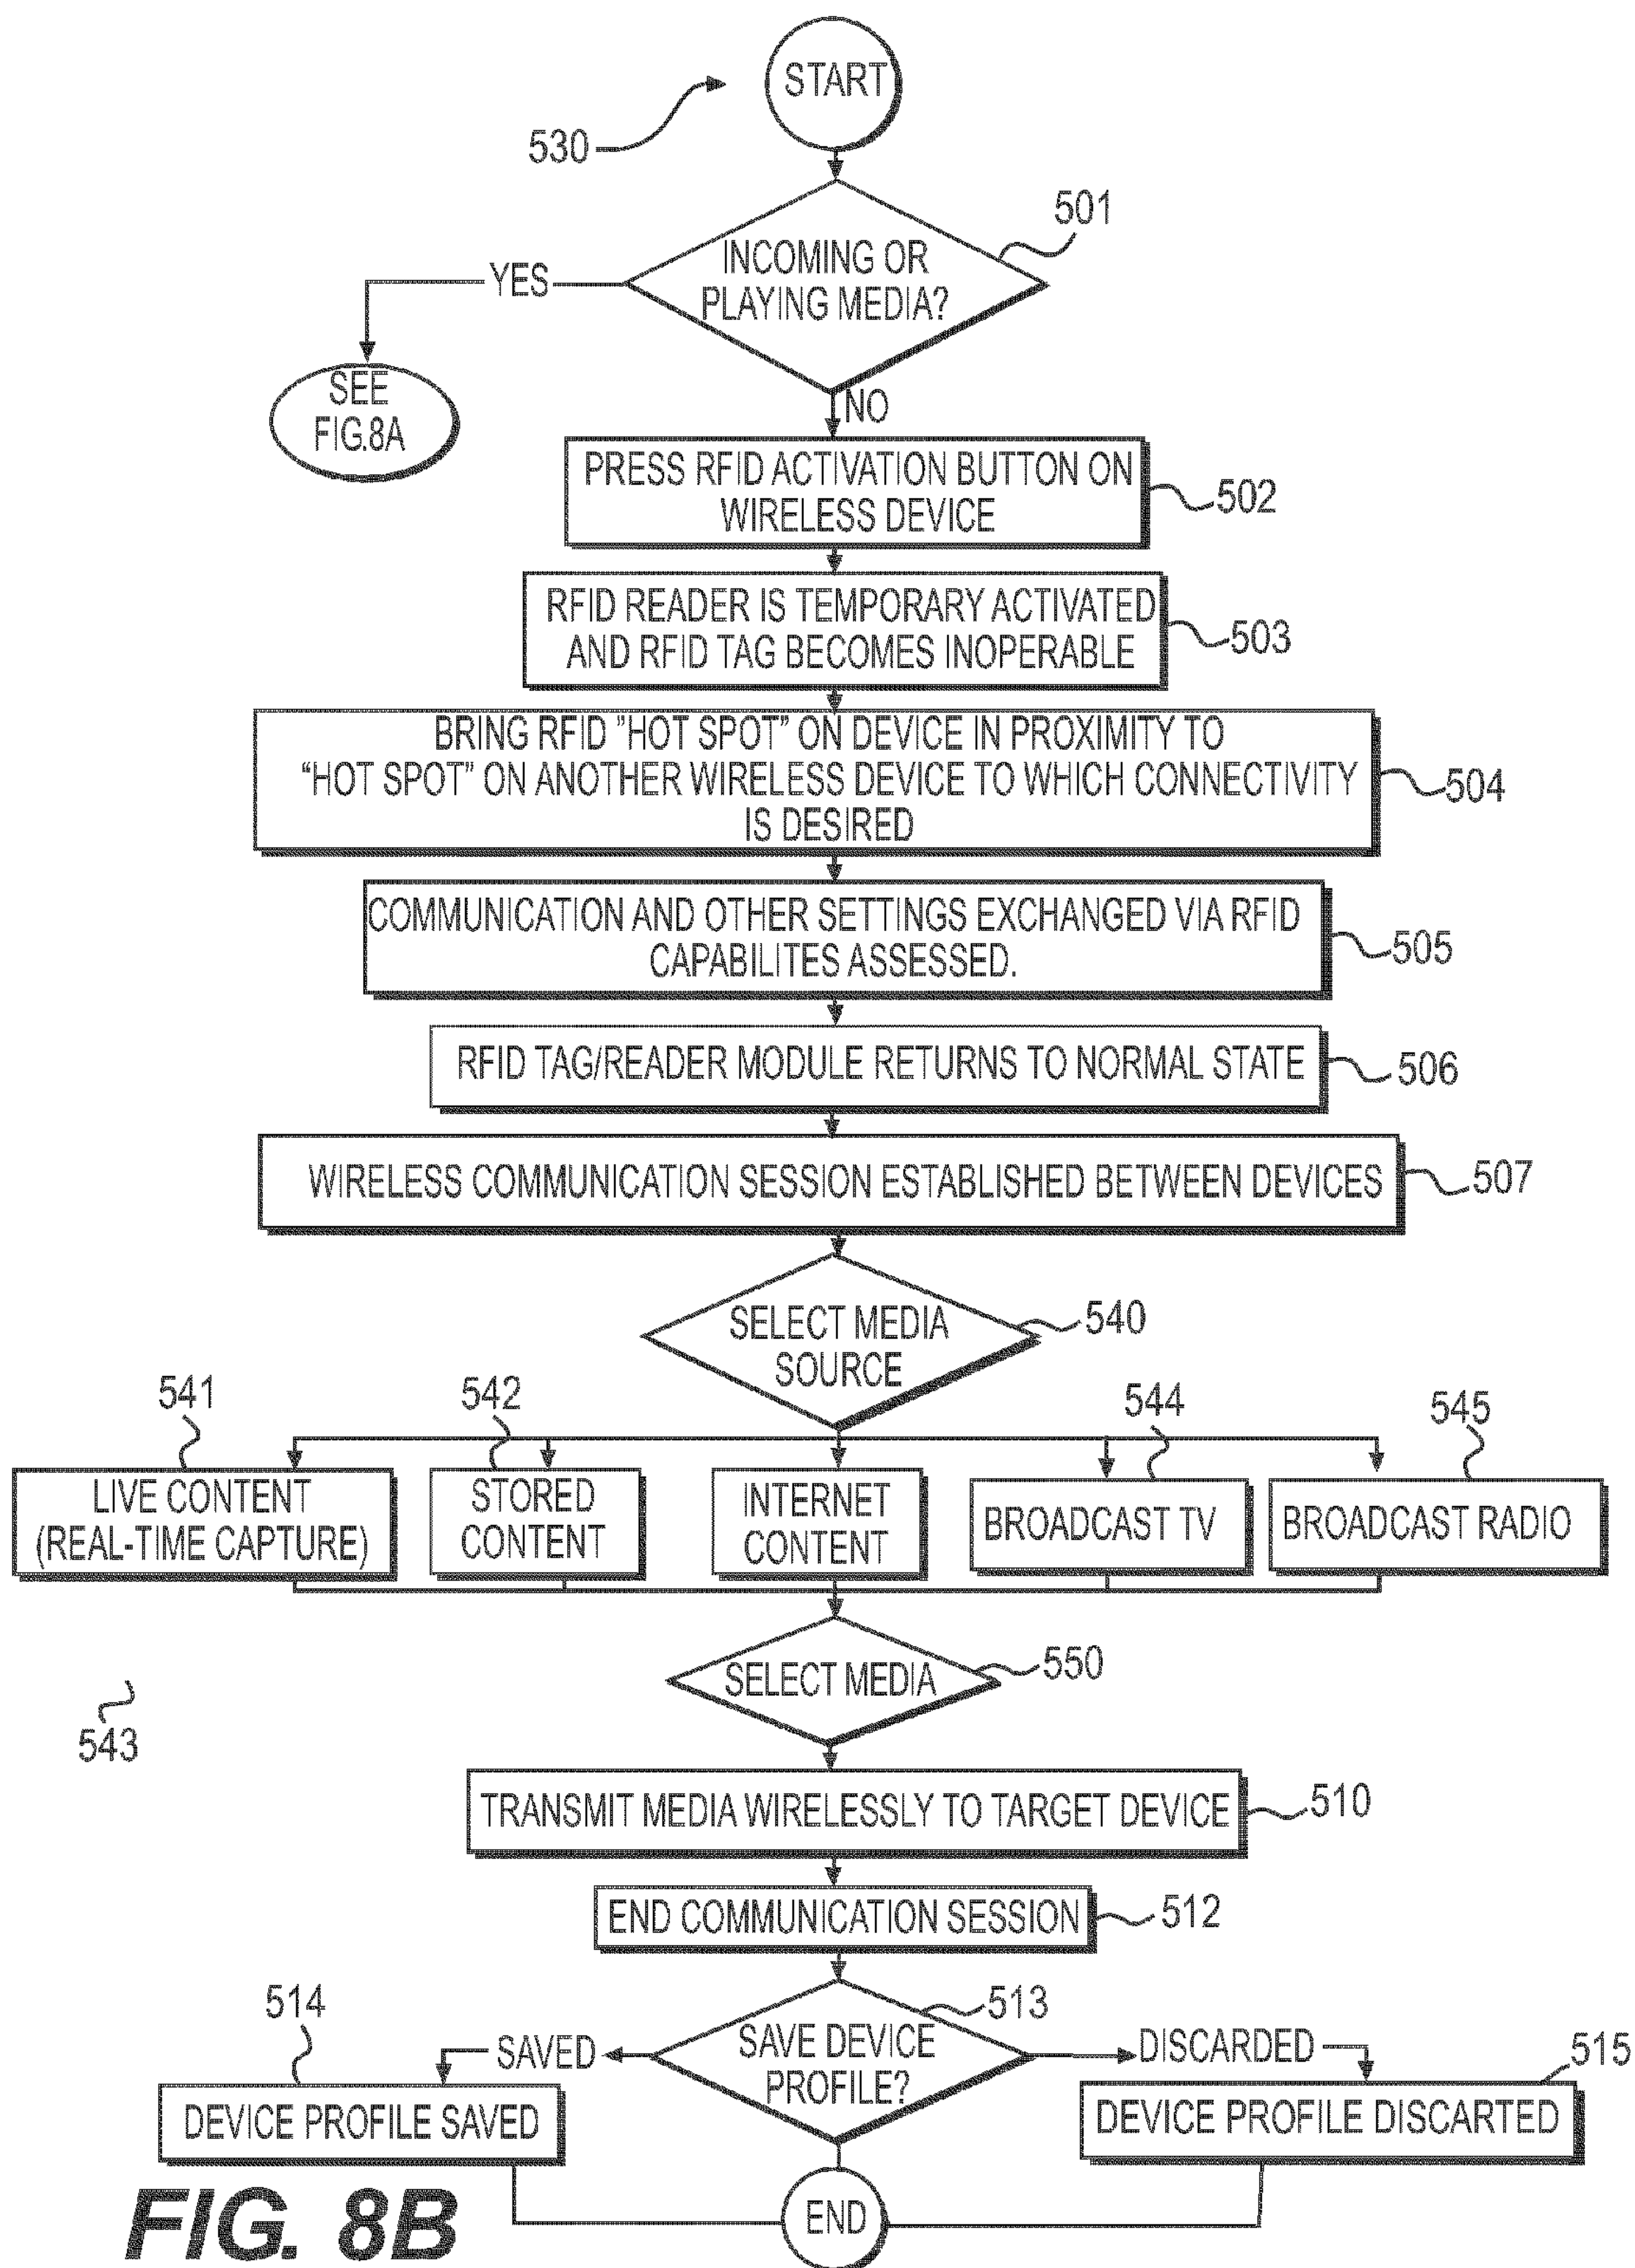 START
530
501
INCOMING OR
PLAYING MEDIA?
YES
SEE
FIG.8A
NO
PRESS RFID ACTIVATION BUTTON ON
WIRELESS DEVICE
502
RFID READER IS TEMPORARY ACTIVATED
AND RFID TAG BECOMES INOPERABLE
503
BRING RFID ”HOT SPOT” ON DEVICE IN PROXIMITY TO
“HOT SPOT” ON ANOTHER WIRELESS DEVICE TO WHICH CONNECTIVITY
IS DESIRED
504
COMMUNICATION AND OTHER SETTINGS EXCHANGED VIA RFID
CAPABILITES ASSESSED.
505
RFID TAG/READER MODULE RETURNS TO NORMAL STATE
506
WIRELESS COMMUNICATION SESSION ESTABLISHED BETWEEN DEVICES
507
SELECT MEDIA
SOURCE
540
541
542
544
545
LIVE CONTENT
(REAL-TIME CAPTURE)
STORED
CONTENT
INTERNET
CONTENT
BROADCAST TV
BROADCAST RADIO
SELECT MEDIA
550
543
TRANSMIT MEDIA WIRELESSLY TO TARGET DEVICE
510
END COMMUNICATION SESSION
512
513
SAVE DEVICE
PROFILE?
514
SAVED
DISCARDED
515
DEVICE PROFILE SAVED
DEVICE PROFILE DISCARTED
END
FIG. 8B